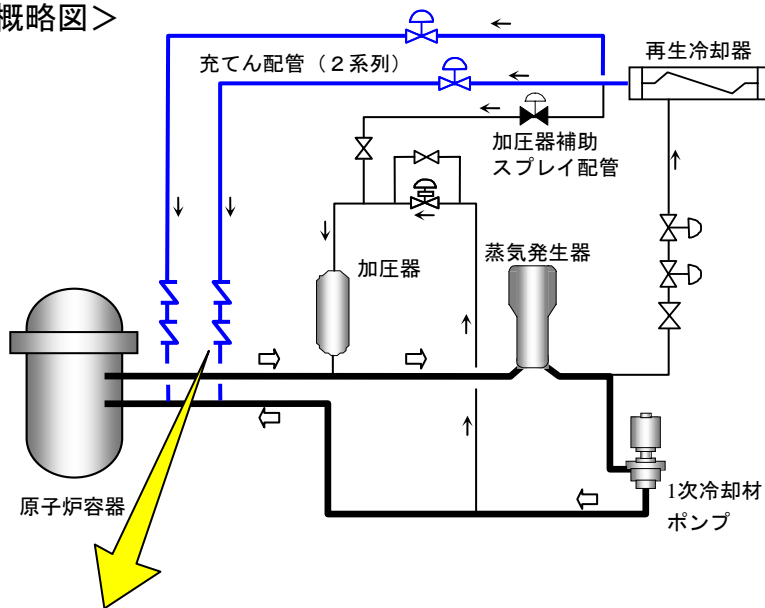 概略図＞
充てん配管（２系列）
再生冷却器
加圧器補助
スプレイ配管
加圧器
蒸気発生器
原子炉容器
1次冷却材
ポンプ